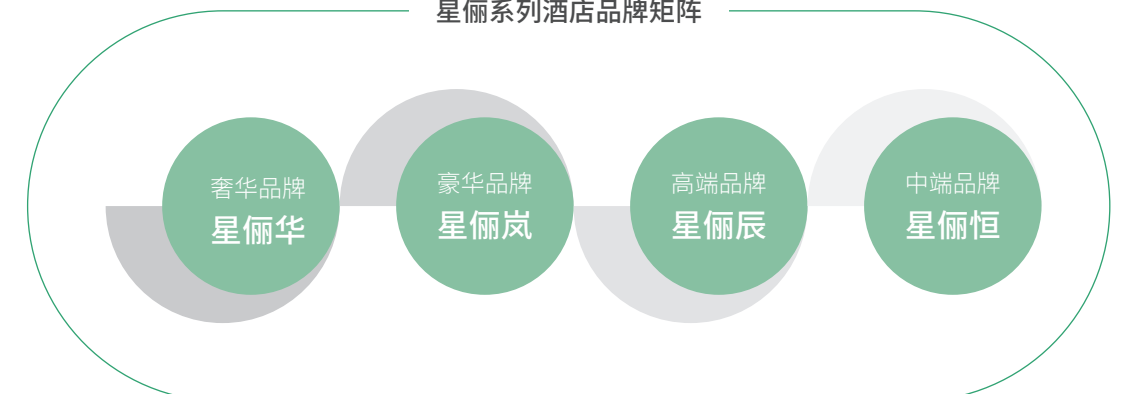 星俪系列酒店品牌矩阵
奢华品牌
星俪华
豪华品牌
星俪岚
高端品牌
星俪辰
中端品牌
星俪恒